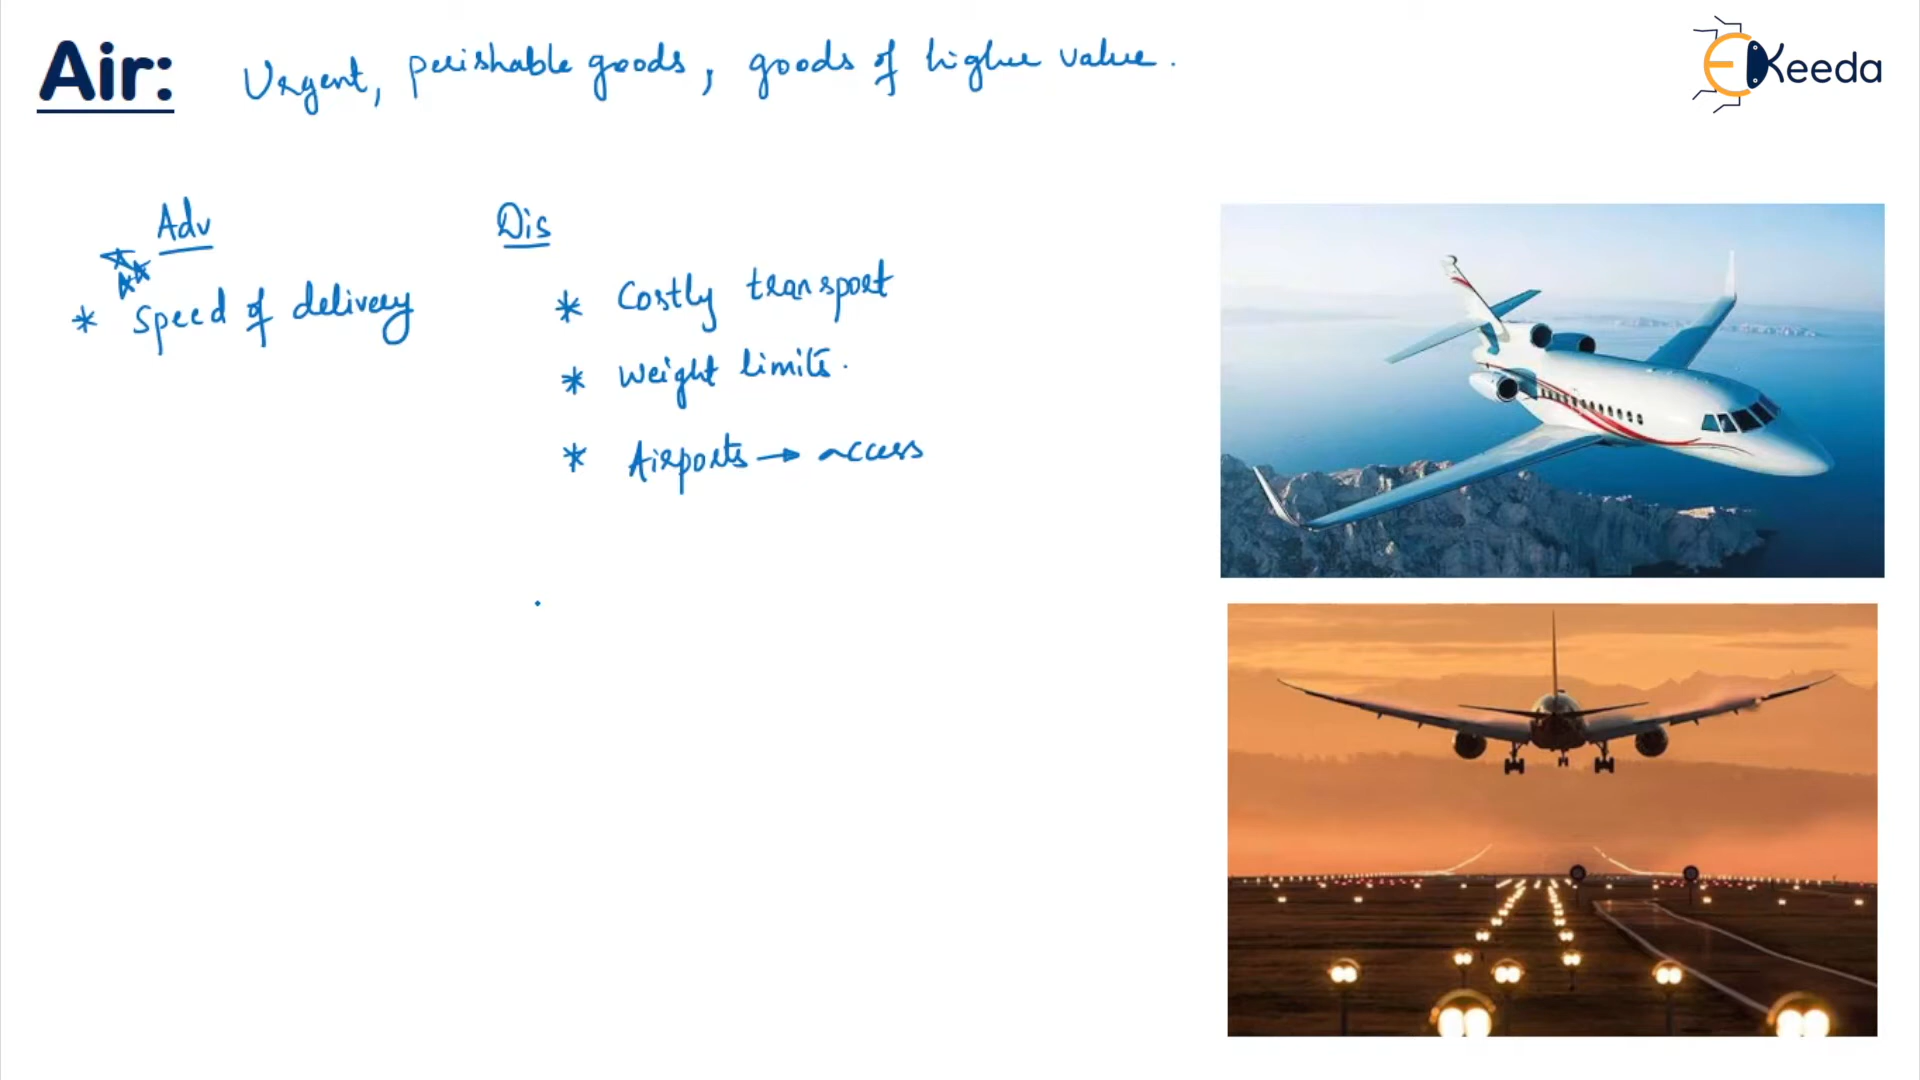 Air: Urgent, perishable goods, goods of higher value.
EKeeda
Adv
* Speed of delivery
Dis
* Costly transport
* Weight limits.
* Airports → access